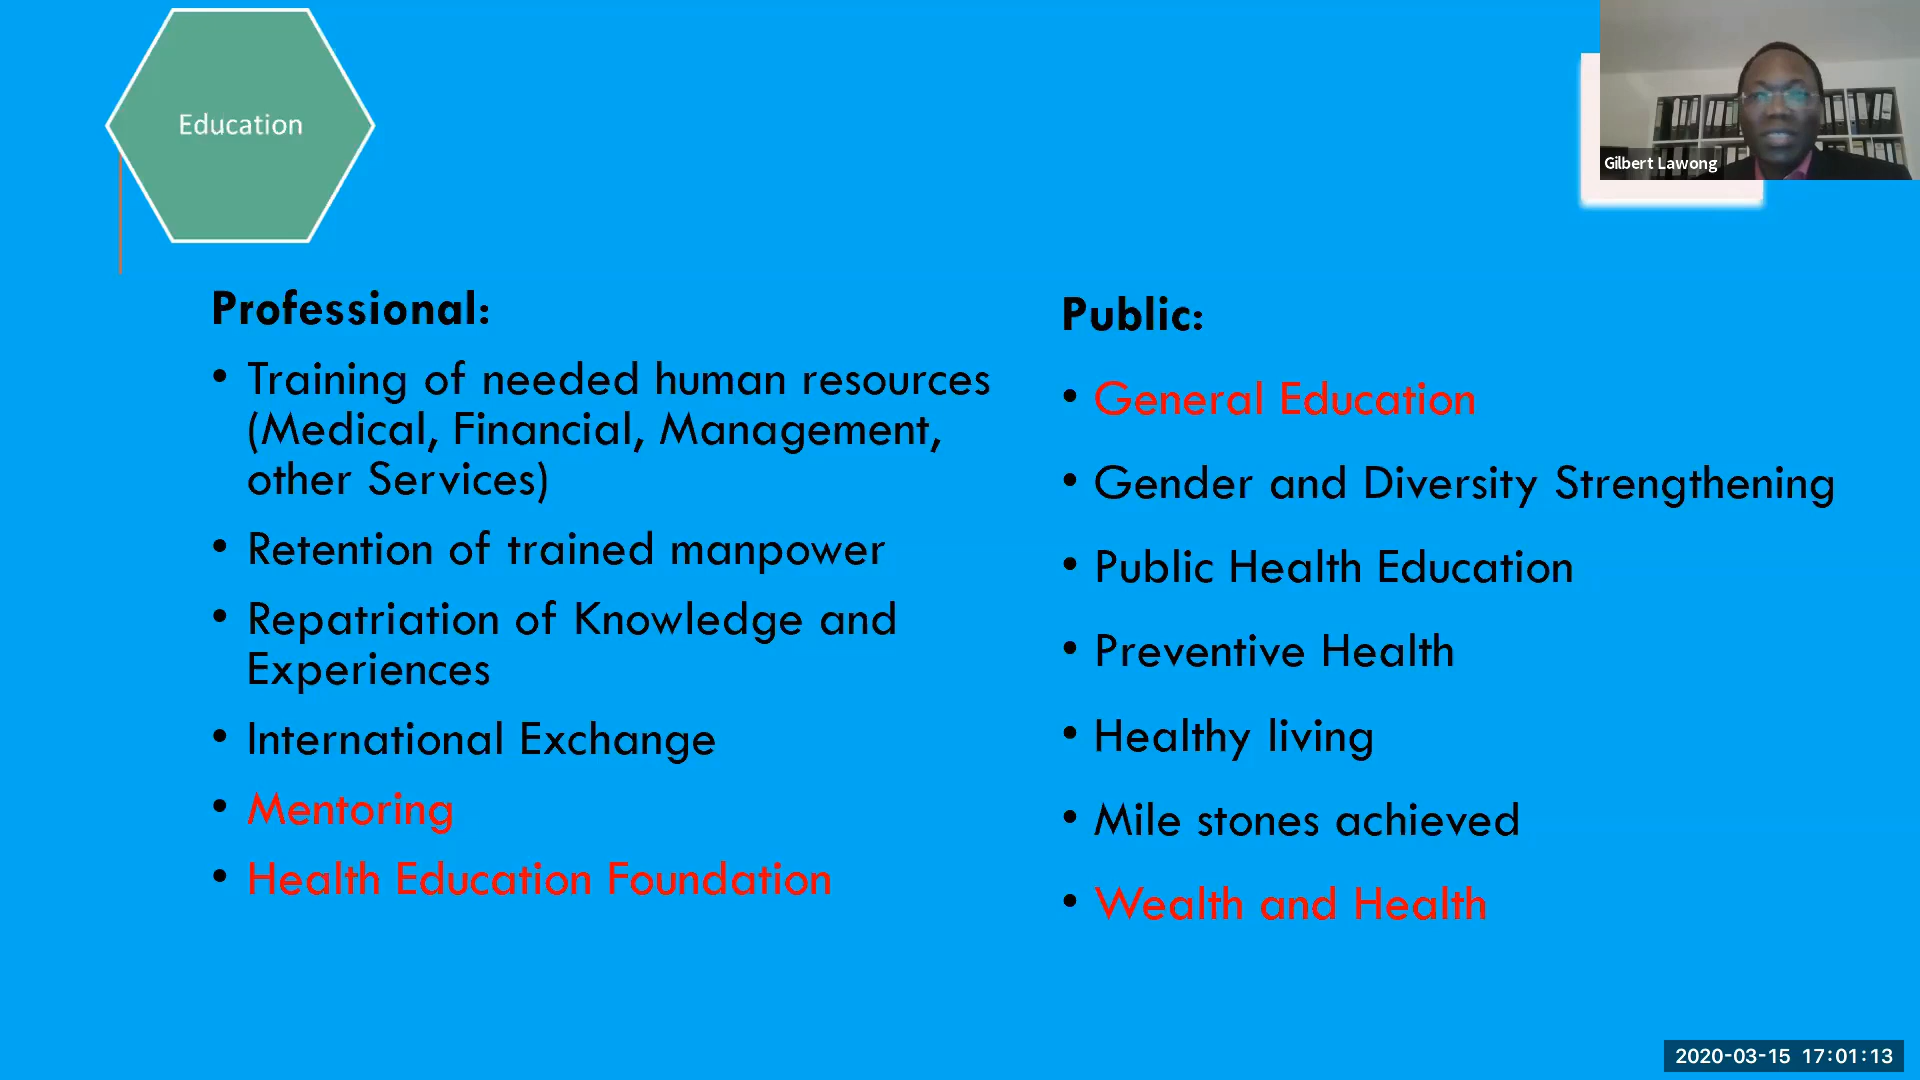 Education
Gilbert Lawong
Professional:
• Training of needed human resources
(Medical, Financial, Management,
other Services)
• Retention of trained manpower
• Repatriation of Knowledge and
Experiences
• International Exchange
• Mentoring
• Health Education Foundation
Public:
• General Education
• Gender and Diversity Strengthening
• Public Health Education
• Preventive Health
• Healthy living
• Mile stones achieved
• Wealth and Health
2020-03-15 17:01:13